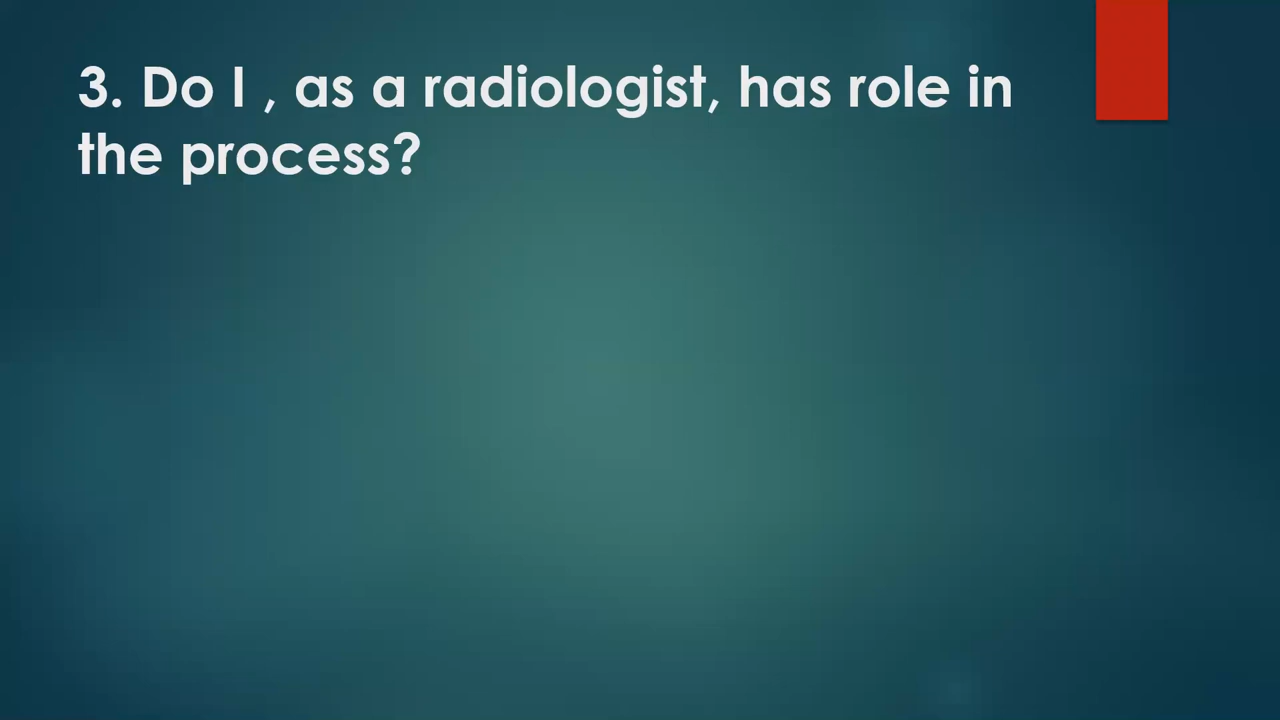 3. Do I , as a radiologist, has role in
the process?